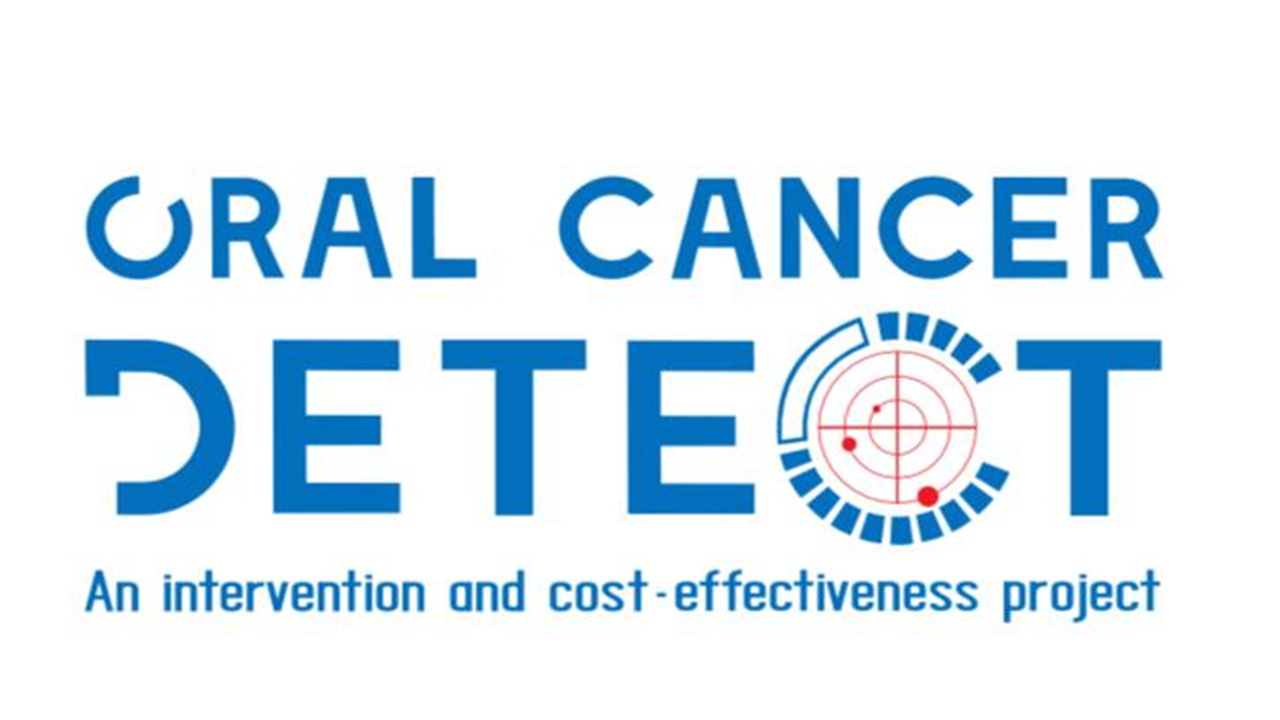 ORAL CANCER
DETECT
An intervention and cost-effectiveness project